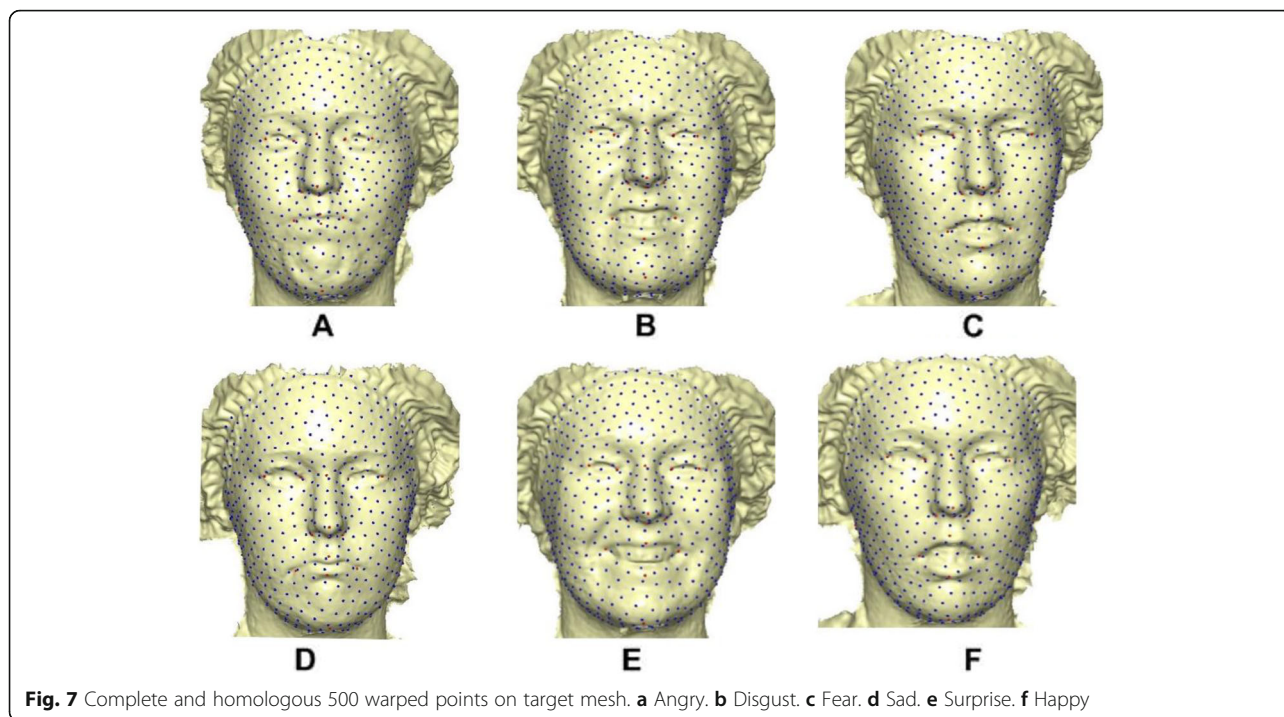 A
B
C
D
E
F
Fig. 7 Complete and homologous 500 warped points on target mesh. a Angry. b Disgust. c Fear. d Sad. e Surprise. f Happy